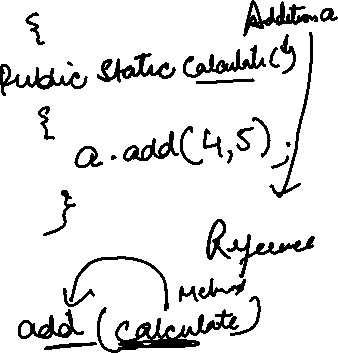 Addition a
{
Public Static Calculate()
{
a.add(4,5);
}
Reference
Method
add (calculate)